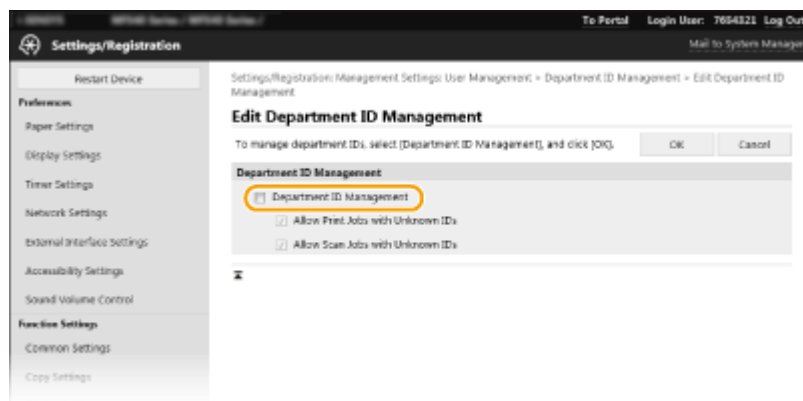 To Portal Login User: 7654321 Log Out
Settings/Registration
Mail to System Manager
Restart Device
Preferences
Paper Settings
Display Settings
Timer Settings
Network Settings
External Interface Settings
Accessibility Settings
Sound Volume Control
Function Settings
Common Settings
Copy Settings
Settings/Registration: Management Settings: User Management > Department ID Management > Edit Department ID
Management
Edit Department ID Management
To manage department IDs, select [Department ID Management], and click [OK].
OK
Cancel
Department ID Management
Department ID Management
Allow Print Jobs with Unknown IDs
Allow Scan Jobs with Unknown IDs